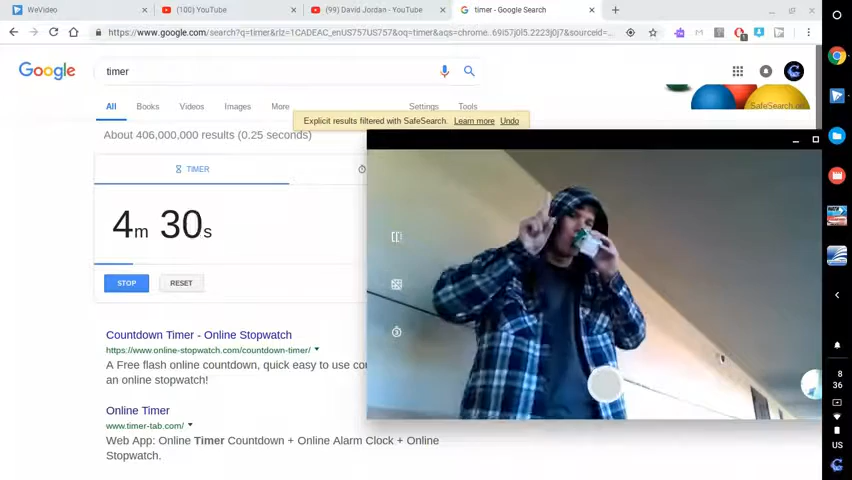 WeVideo
(100) YouTube
(99) David Jordan - YouTube
timer - Google Search
https://www.google.com/search?q=timer&rlz=1CADEAC_enUS757US757&oq=timer&aqs=chrome..69i57j0l5.2223j0j7&sourceid=...
Google
timer
All Books Videos Images More Settings Tools
SafeSearch on
Explicit results filtered with SafeSearch. Learn more Undo
About 406,000,000 results (0.25 seconds)
TIMER
4m 30s
STOP RESET
Countdown Timer - Online Stopwatch
https://www.online-stopwatch.com/countdown-timer/
A Free flash online countdown, quick easy to use co
an online stopwatch!
Online Timer
www.timer-tab.com/
Web App: Online Timer Countdown + Online Alarm Clock + Online
Stopwatch.
8
36
US